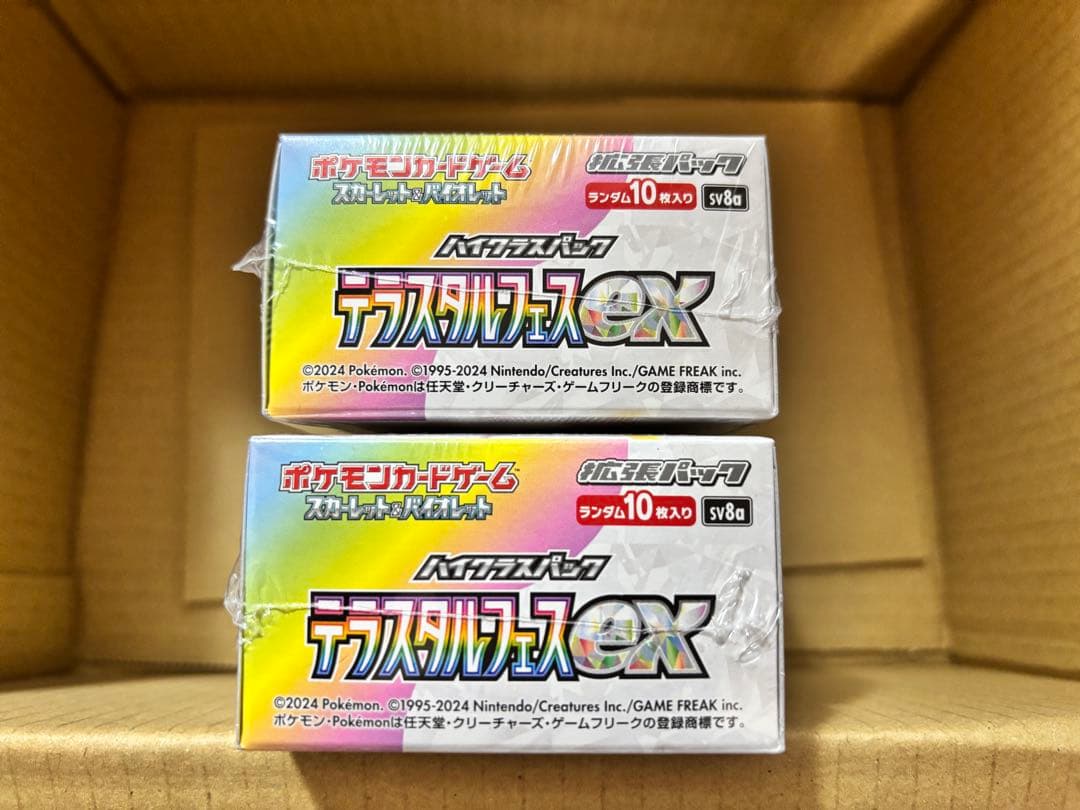 ポケモンカードゲーム
スカーレット&バイオレット
拡張パック
ランダム10枚入り sv8a
ハイクラスパック
テラスタルフェスex
©2024 Pokémon. ©1995-2024 Nintendo/Creatures Inc./GAME FREAK inc.
ポケモン・Pokémonは任天堂・クリーチャーズ・ゲームフリークの登録商標です。
ポケモンカードゲーム™
スカーレット&バイオレット
拡張パック
ランダム10枚入り sv8a
ハイクラスパック
テラスタルフェスex
©2024 Pokémon. ©1995-2024 Nintendo/Creatures Inc./GAME FREAK inc.
ポケモン・Pokémonは任天堂・クリーチャーズ・ゲームフリークの登録商標です。